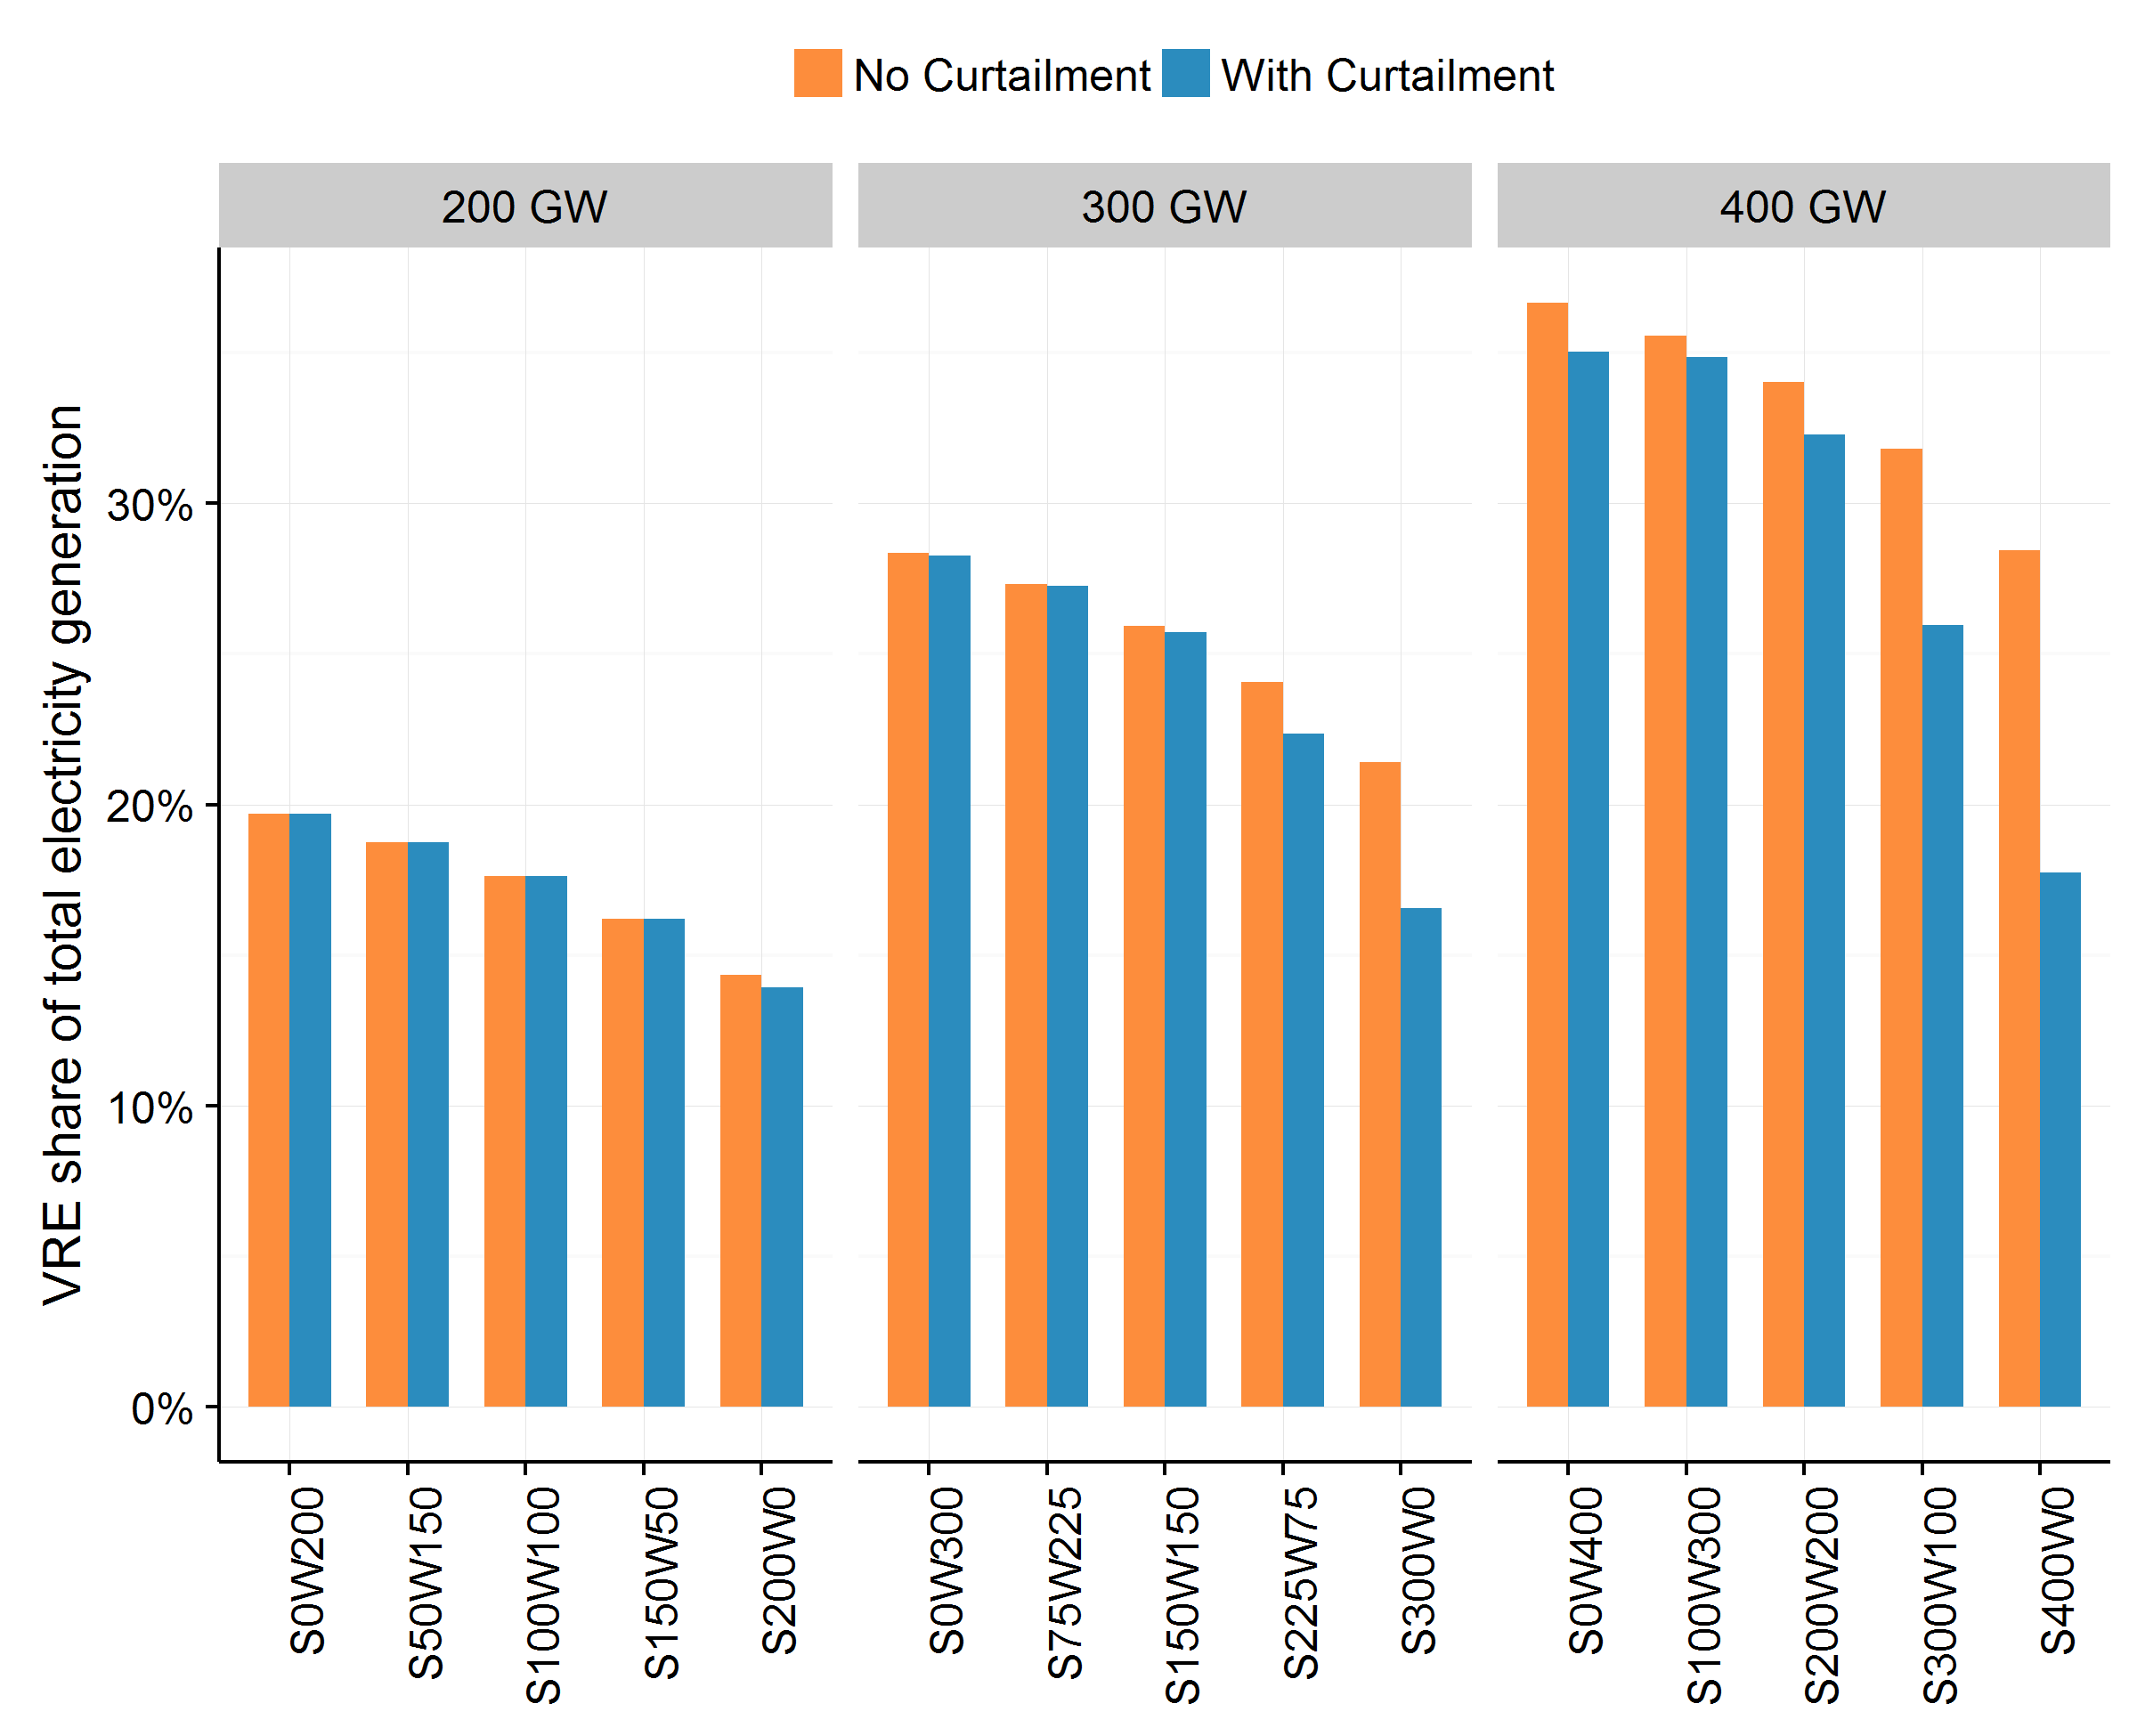 No Curtailment With Curtailment
200 GW 300 GW 400 GW
VRE share of total electricity generation
30%
20%
10%
0%
S0W200 S50W150 S100W100 S150W50 S200W0 S0W300 S75W225 S150W150 S225W75 S300W0 S0W400 S100W300 S200W200 S300W100 S400W0